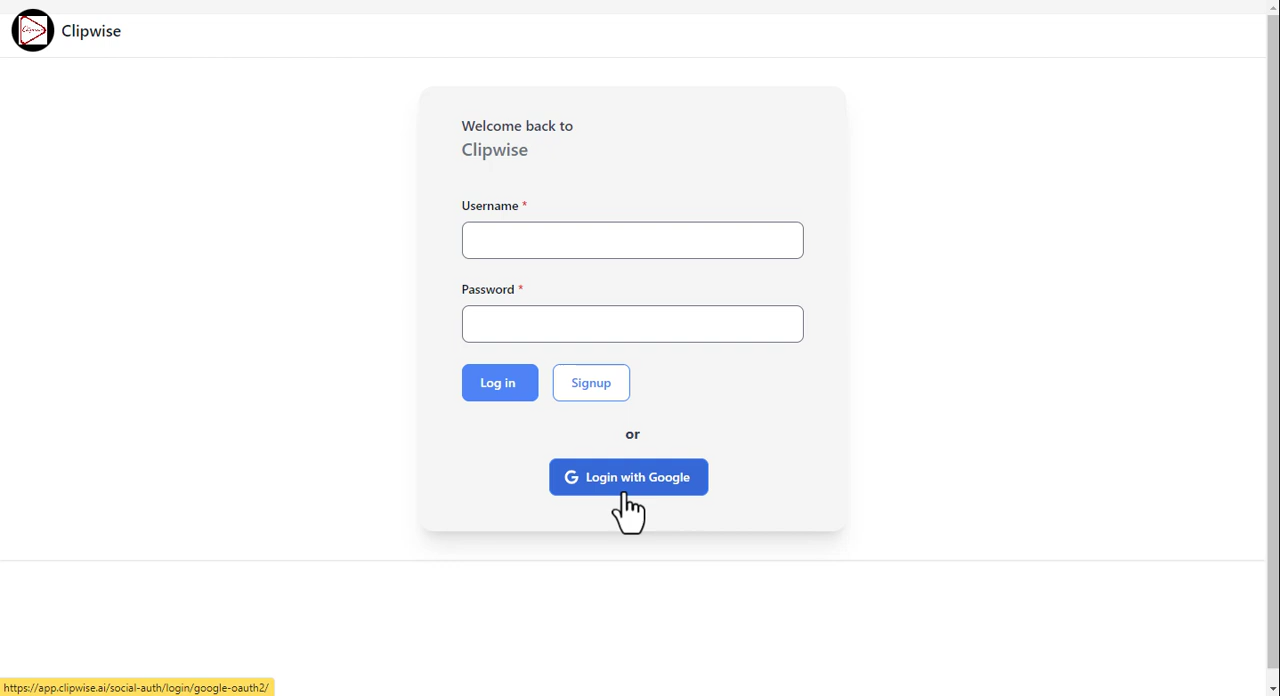 Clipwise
Welcome back to
Clipwise
Username *
Password *
Log in
Signup
or
G Login with Google
https://app.clipwise.ai/social-auth/login/google-oauth2/